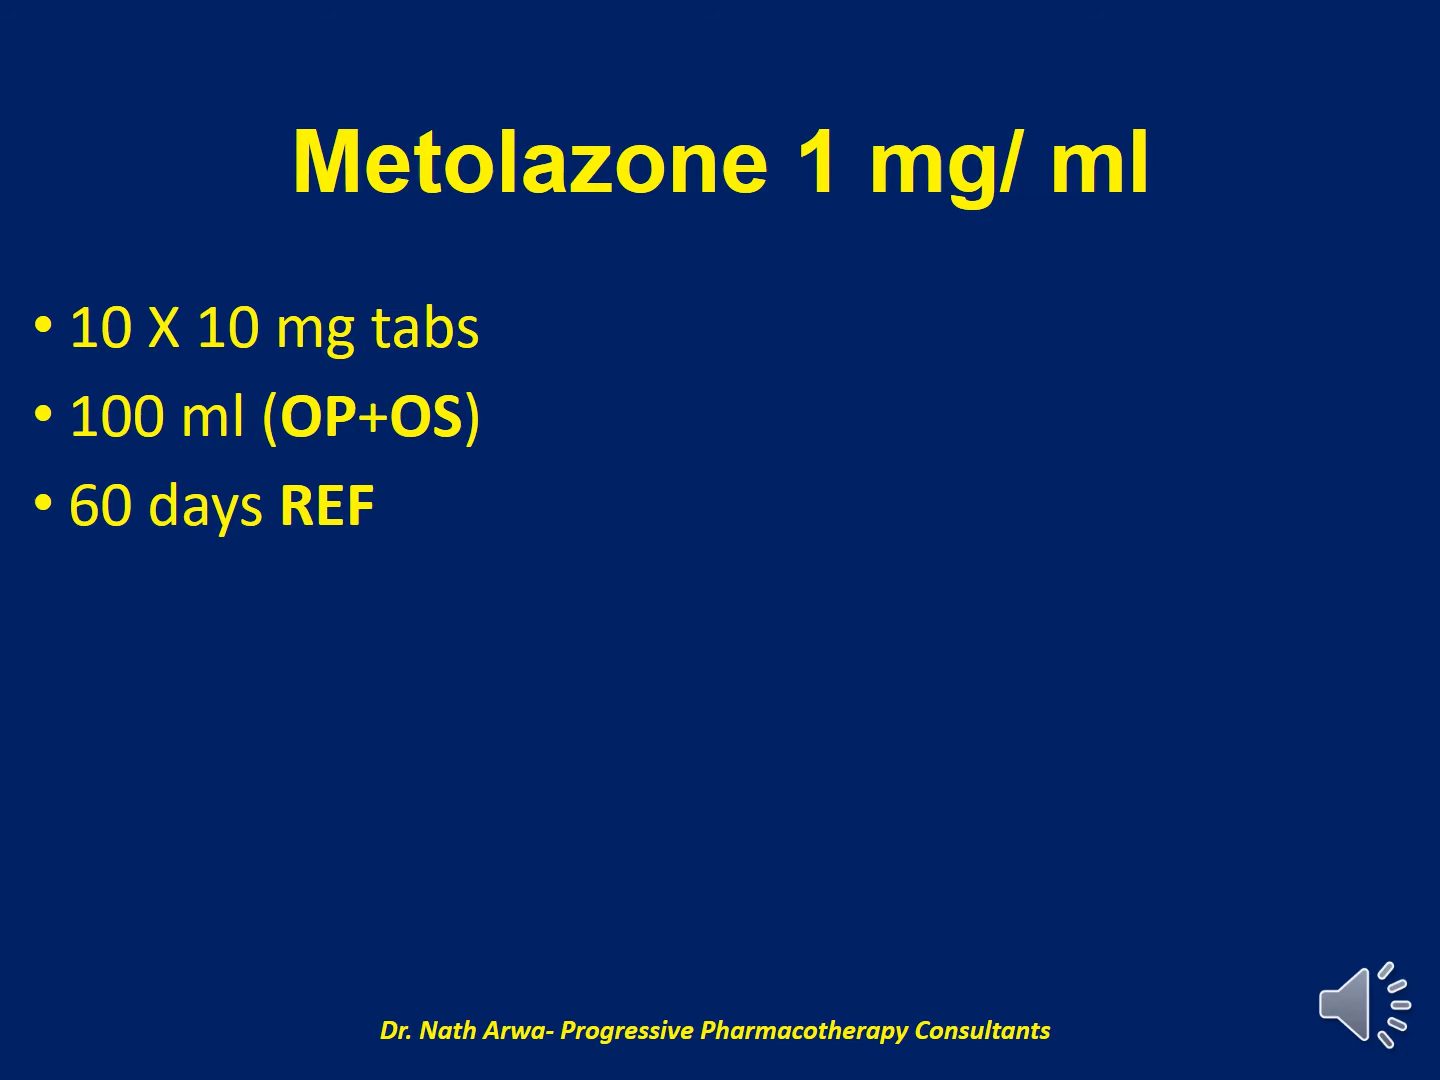 Metolazone 1 mg/ ml
• 10 X 10 mg tabs
• 100 ml (OP+OS)
• 60 days REF
Dr. Nath Arwa- Progressive Pharmacotherapy Consultants